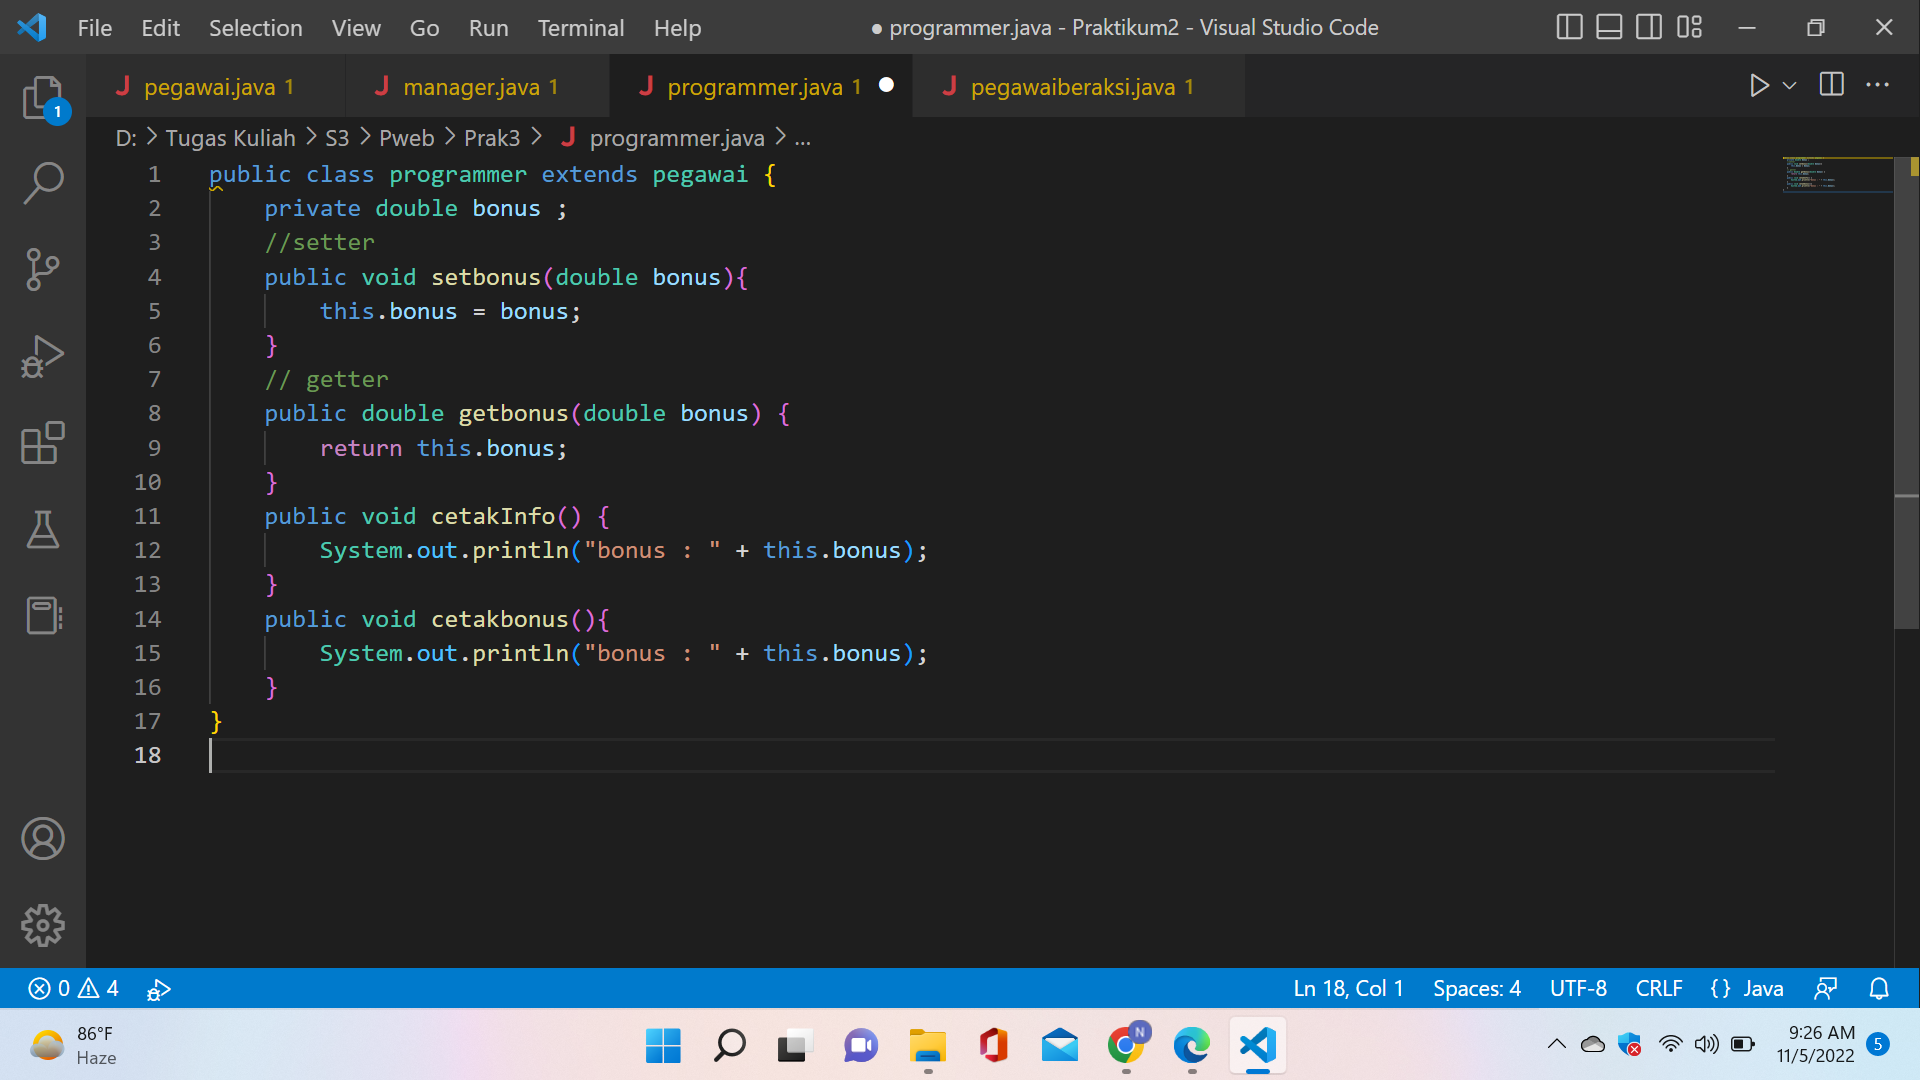 File Edit Selection View Go Run Terminal Help
● programmer.java - Praktikum2 - Visual Studio Code
1
pegawai.java 1
manager.java 1
programmer.java 1 ●
pegawaiberaksi.java 1
D: > Tugas Kuliah > S3 > Pweb > Prak3 > programmer.java > ...
1 public class programmer extends pegawai {
2     private double bonus ;
3     //setter
4     public void setbonus(double bonus){
5         this.bonus = bonus;
6     }
7     // getter
8     public double getbonus(double bonus) {
9         return this.bonus;
10     }
11     public void cetakInfo() {
12         System.out.println("bonus : " + this.bonus);
13     }
14     public void cetakbonus(){
15         System.out.println("bonus : " + this.bonus);
16     }
17 }
18
0 4
Ln 18, Col 1 Spaces: 4 UTF-8 CRLF {} Java
86°F
Haze
N
9:26 AM
11/5/2022
5